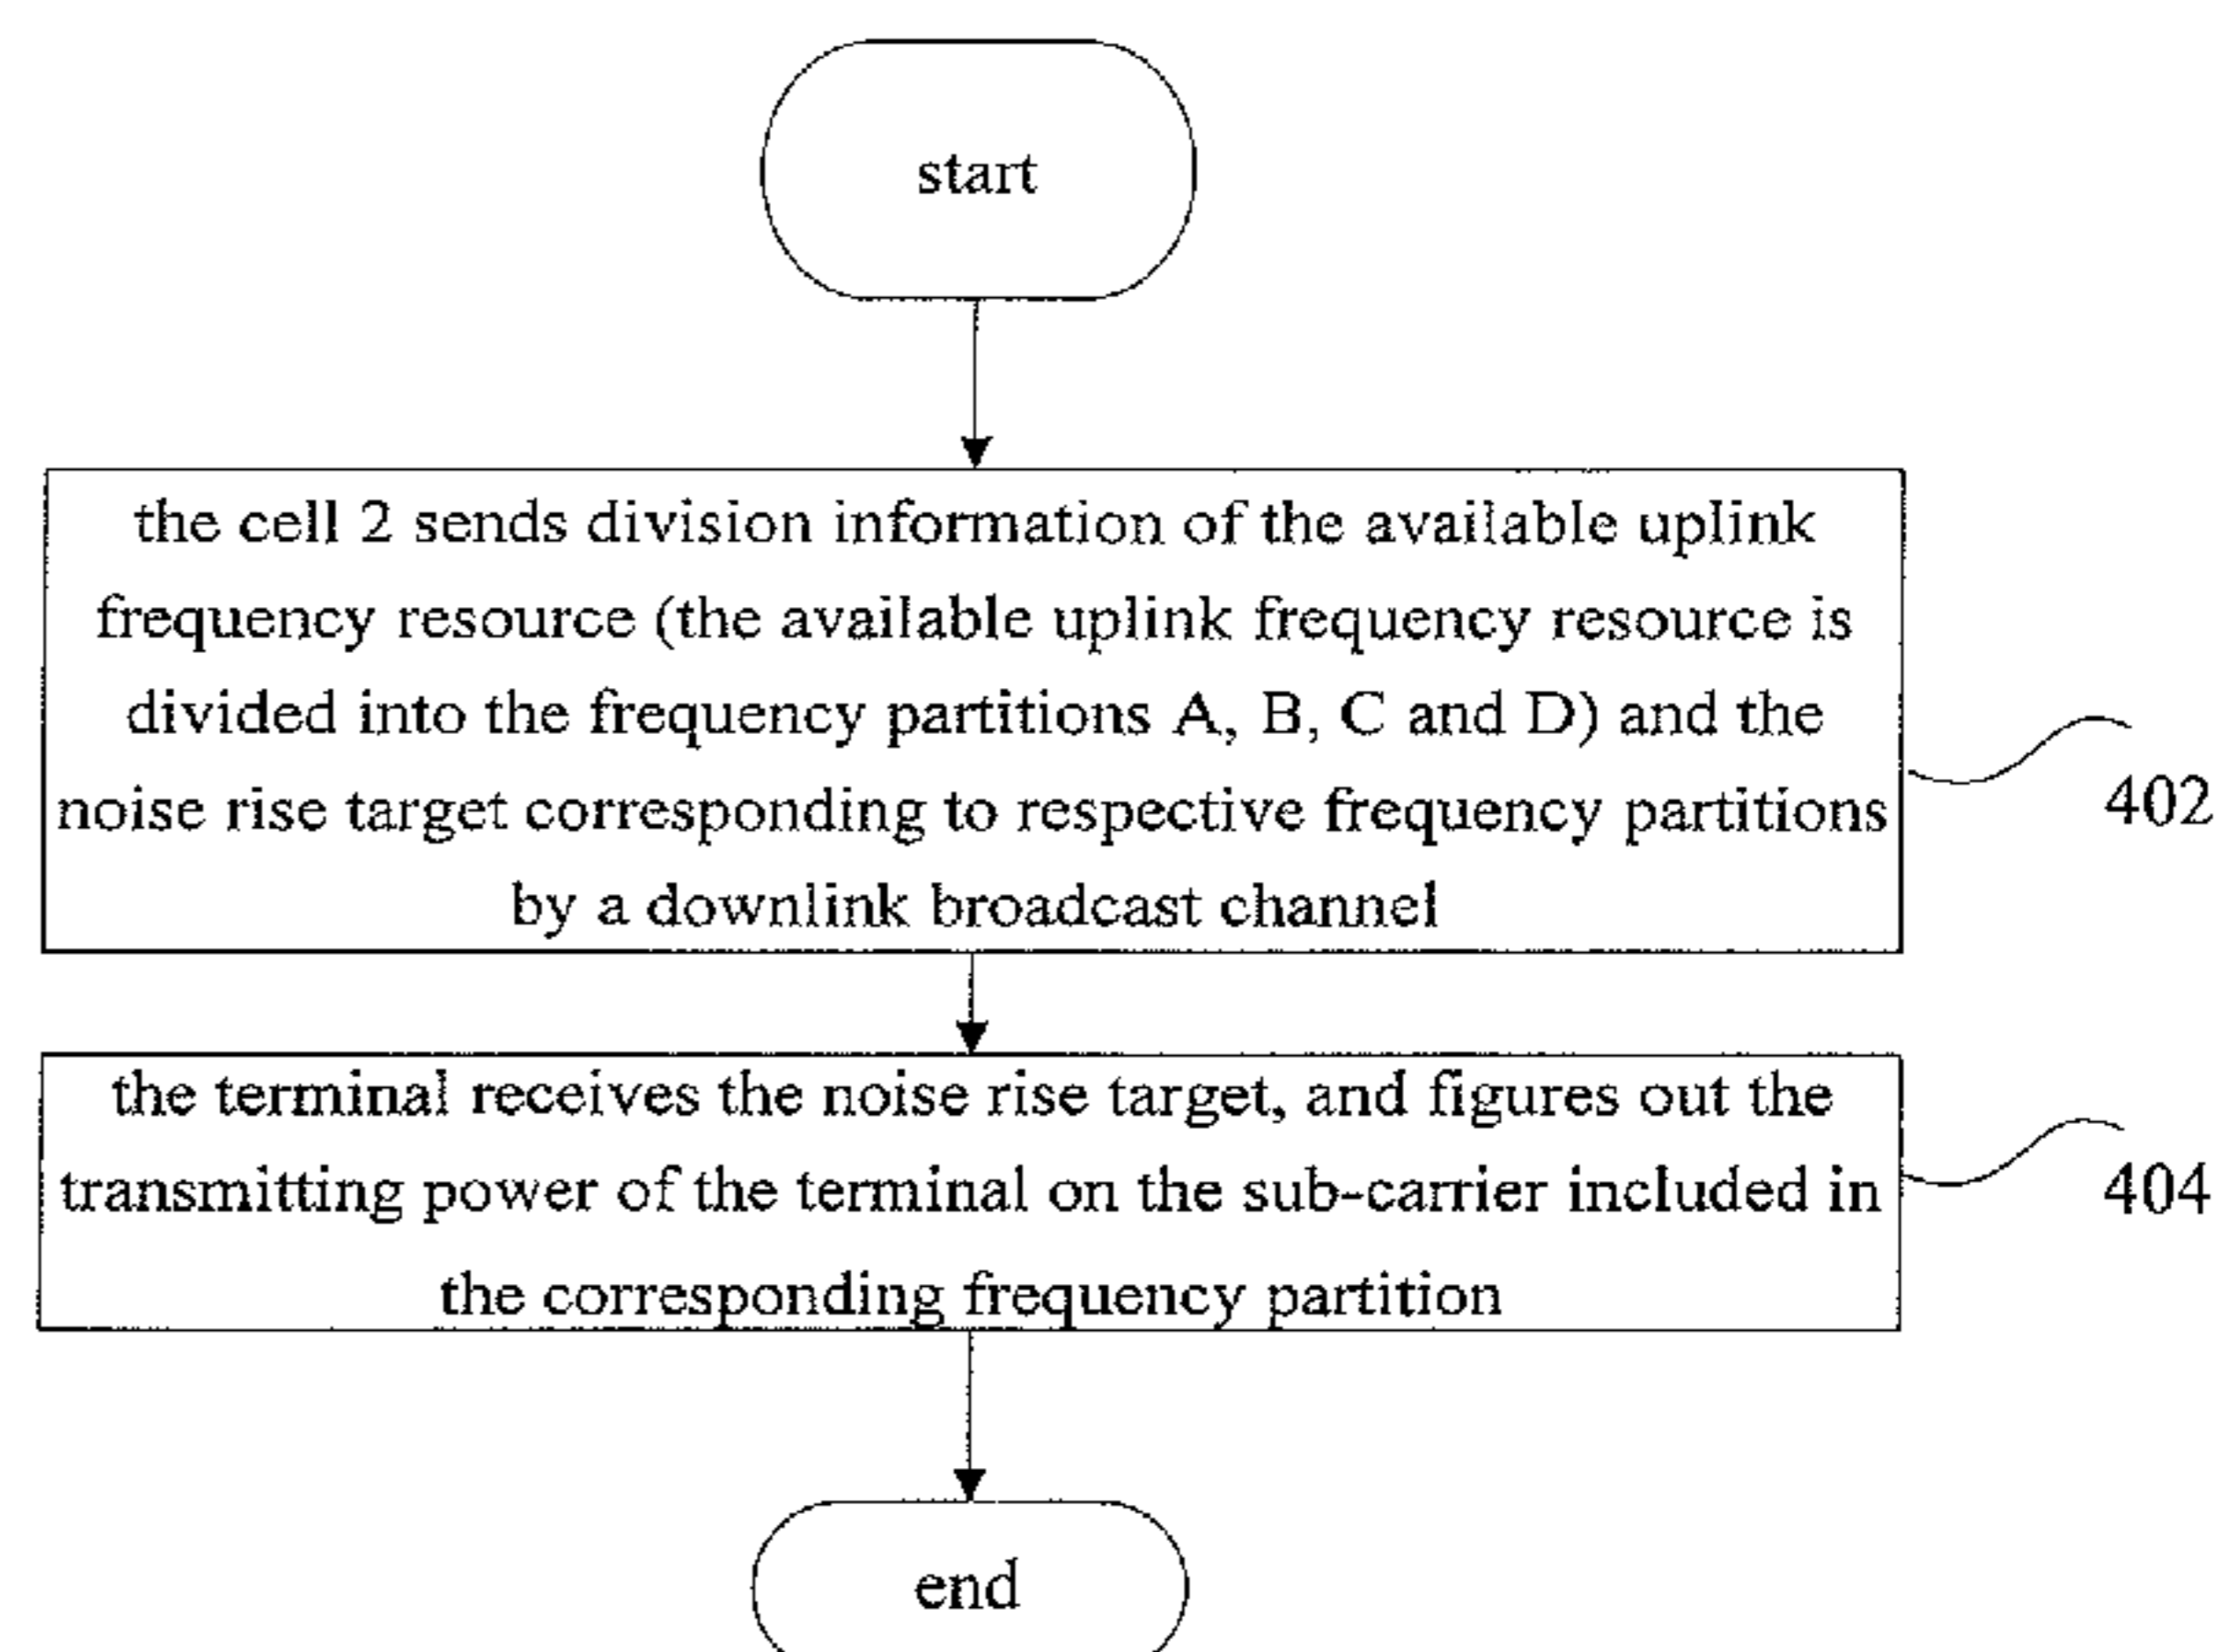 start
the cell 2 sends division information of the available uplink
frequency resource (the available uplink frequency resource is
divided into the frequency partitions A, B, C and D) and the
noise rise target corresponding to respective frequency partitions
by a downlink broadcast channel
402
the terminal receives the noise rise target, and figures out the
transmitting power of the terminal on the sub-carrier included in
the corresponding frequency partition
404
end